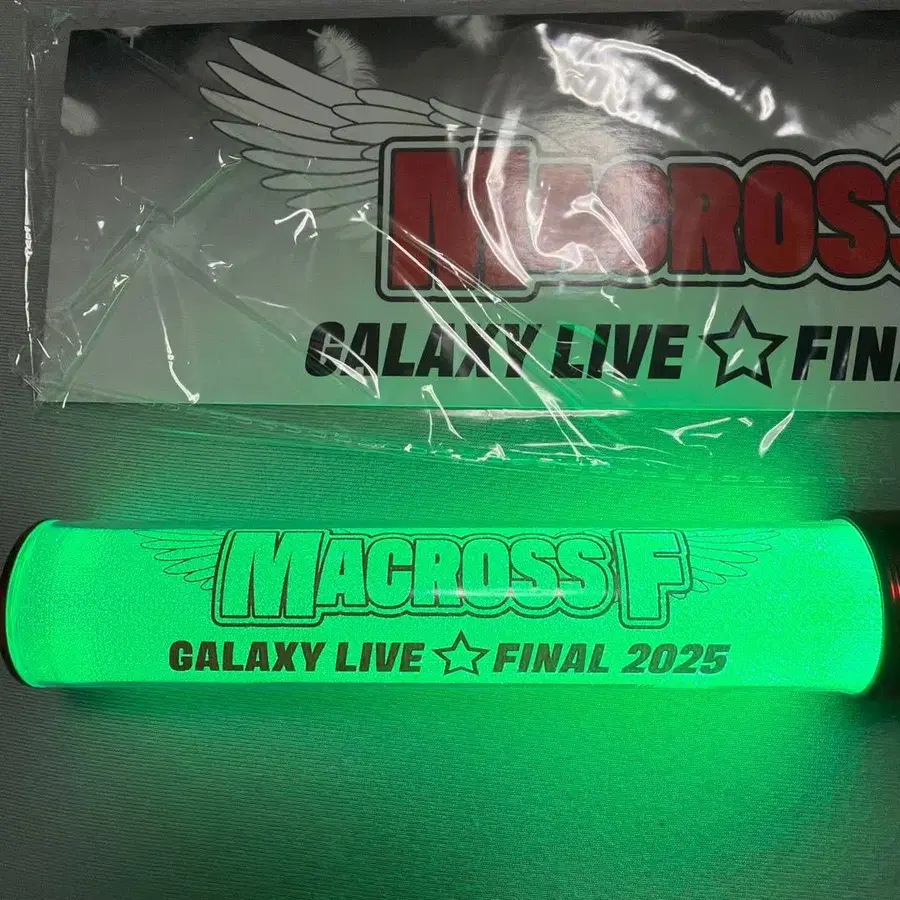 MACROSS
GALAXY LIVE ☆ FINA
MACROSS F
GALAXY LIVE ☆ FINAL 2025